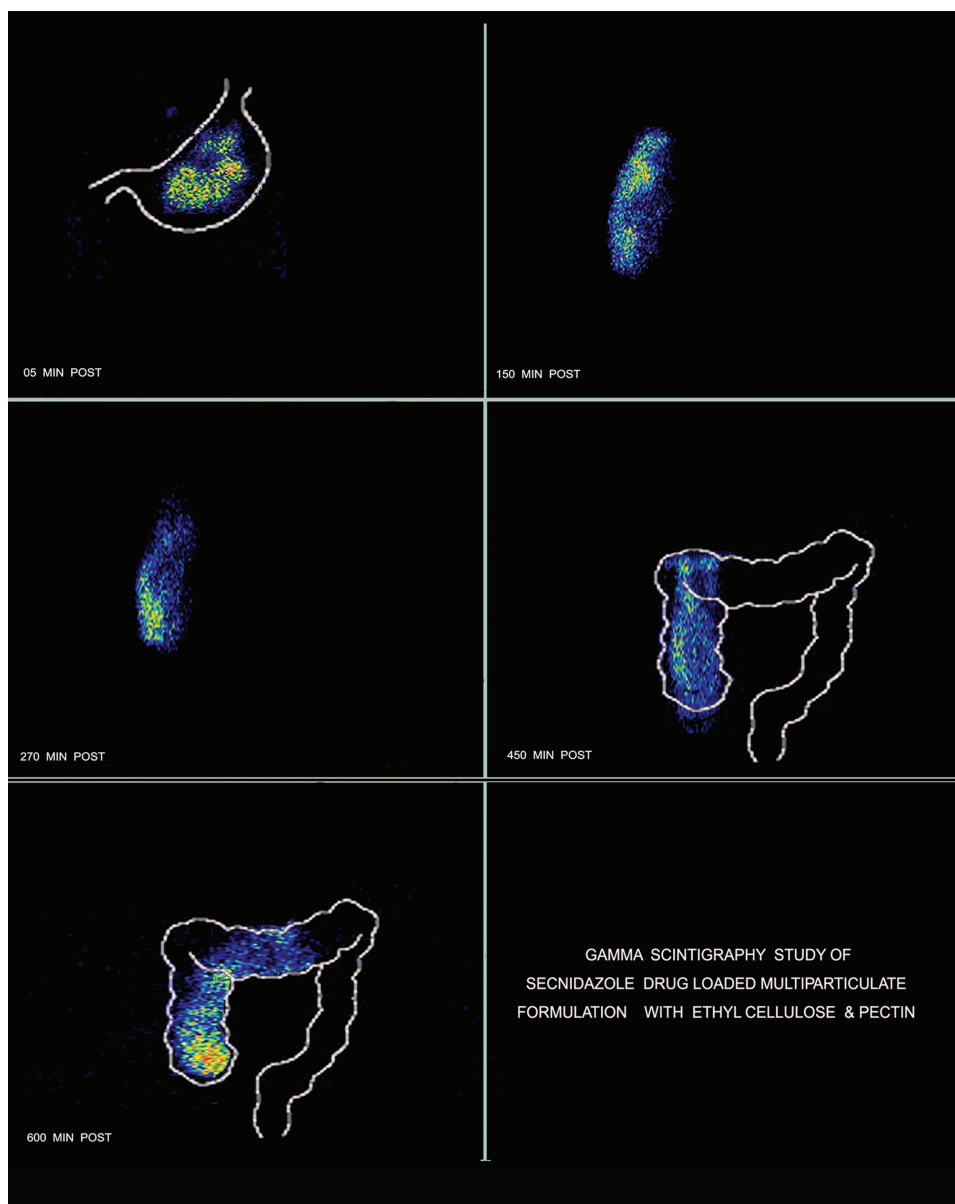 05 MIN POST
150 MIN POST
270 MIN POST
450 MIN POST
600 MIN POST
GAMMA SCINTIGRAPHY STUDY OF
SECNIDAZOLE DRUG LOADED MULTIPARTICULATE
FORMULATION WITH ETHYL CELLULOSE & PECTIN